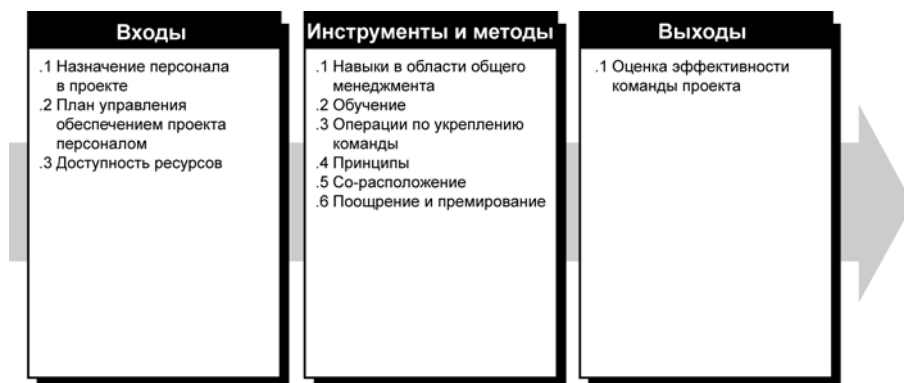 Входы
.1 Назначение персонала
в проекте
.2 План управления
обеспечением проекта
персоналом
.3 Доступность ресурсов
Инструменты и методы
.1 Навыки в области общего
менеджмента
.2 Обучение
.3 Операции по укреплению
команды
.4 Принципы
.5 Со-расположение
.6 Поощрение и премирование
Выходы
.1 Оценка эффективности
команды проекта